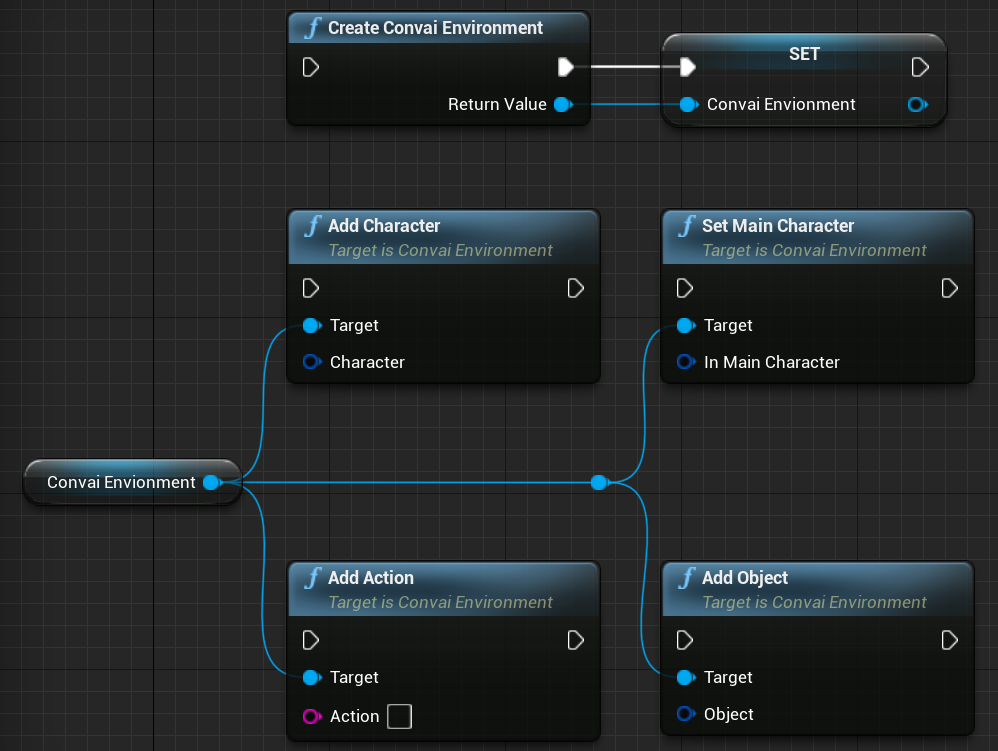 Create Convai Environment
SET
Return Value
Convai Envionment
Add Character
Target is Convai Environment
Target
Character
Set Main Character
Target is Convai Environment
Target
In Main Character
Convai Envionment
Add Action
Target is Convai Environment
Target
Action
Add Object
Target is Convai Environment
Target
Object